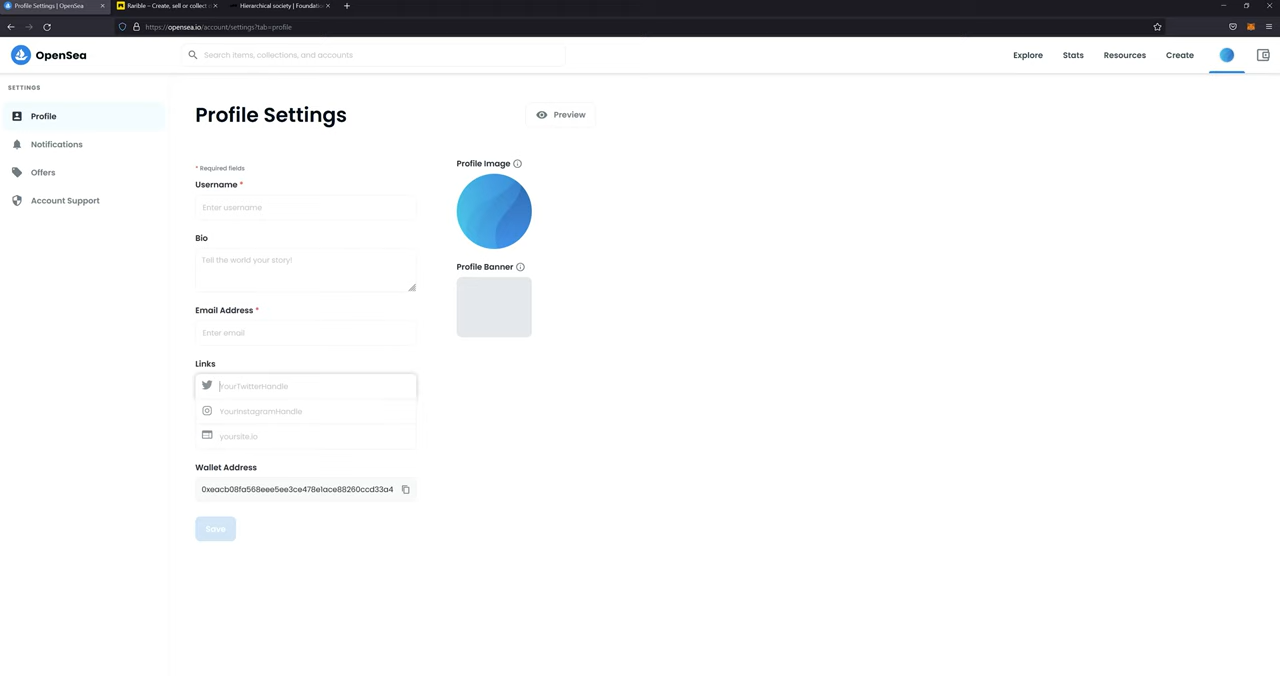 Profile Settings | OpenSea
Rarible – Create, sell or collect
Hierarchical society | Foundatio
https://opensea.io/account/settings?tab=profile
OpenSea
Search items, collections, and accounts
Explore
Stats
Resources
Create
SETTINGS
Profile
Notifications
Offers
Account Support
Profile Settings
Preview
* Required fields
Username *
Enter username
Bio
Tell the world your story!
Email Address *
Enter email
Links
YourTwitterHandle
YourInstagramHandle
yoursite.io
Wallet Address
0xeacb08fa568eee5ee3ce478e1ace88260ccd33a4
Save
Profile Image
Profile Banner